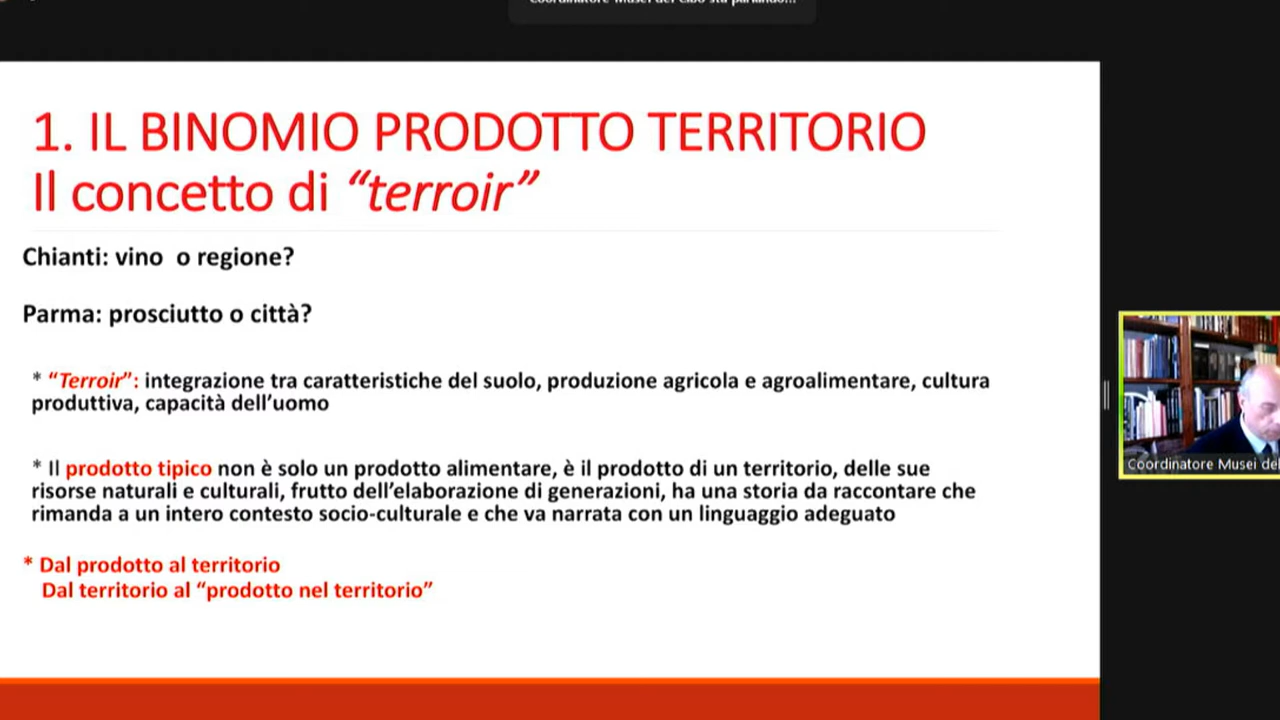 1. IL BINOMIO PRODOTTO TERRITORIO
Il concetto di “terroir”
Chianti: vino o regione?
Parma: prosciutto o città?
* “Terroir”: integrazione tra caratteristiche del suolo, produzione agricola e agroalimentare, cultura
produttiva, capacità dell’uomo
* Il prodotto tipico non è solo un prodotto alimentare, è il prodotto di un territorio, delle sue
risorse naturali e culturali, frutto dell’elaborazione di generazioni, ha una storia da raccontare che
rimanda a un intero contesto socio-culturale e che va narrata con un linguaggio adeguato
* Dal prodotto al territorio
Dal territorio al “prodotto nel territorio”
Coordinatore Musei del